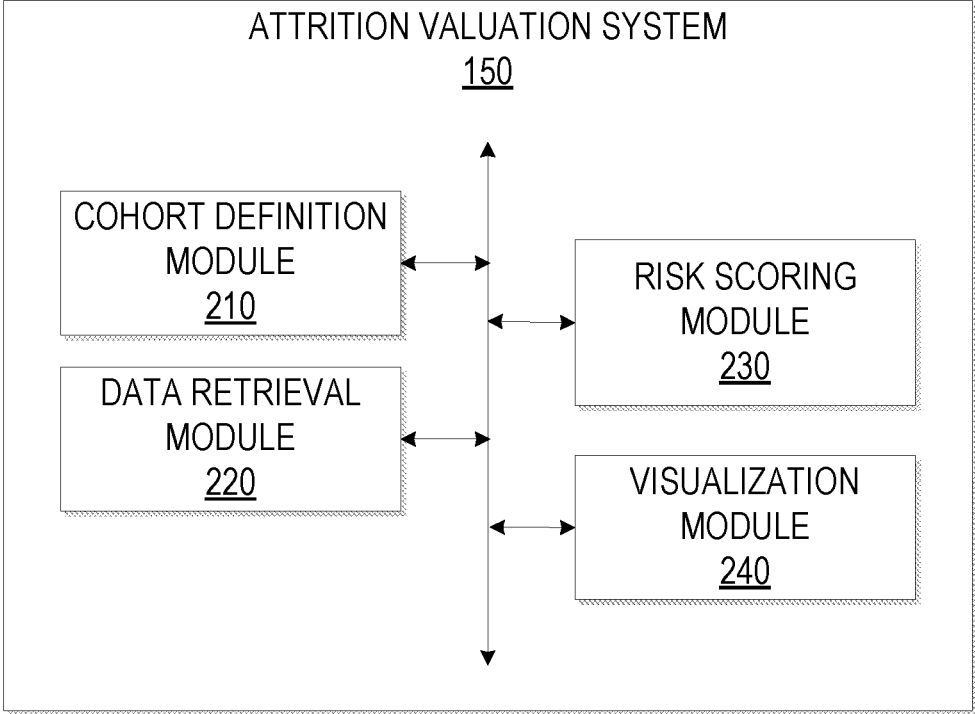 ATTRITION VALUATION SYSTEM
150
COHORT DEFINITION
MODULE
210
DATA RETRIEVAL
MODULE
220
RISK SCORING
MODULE
230
VISUALIZATION
MODULE
240